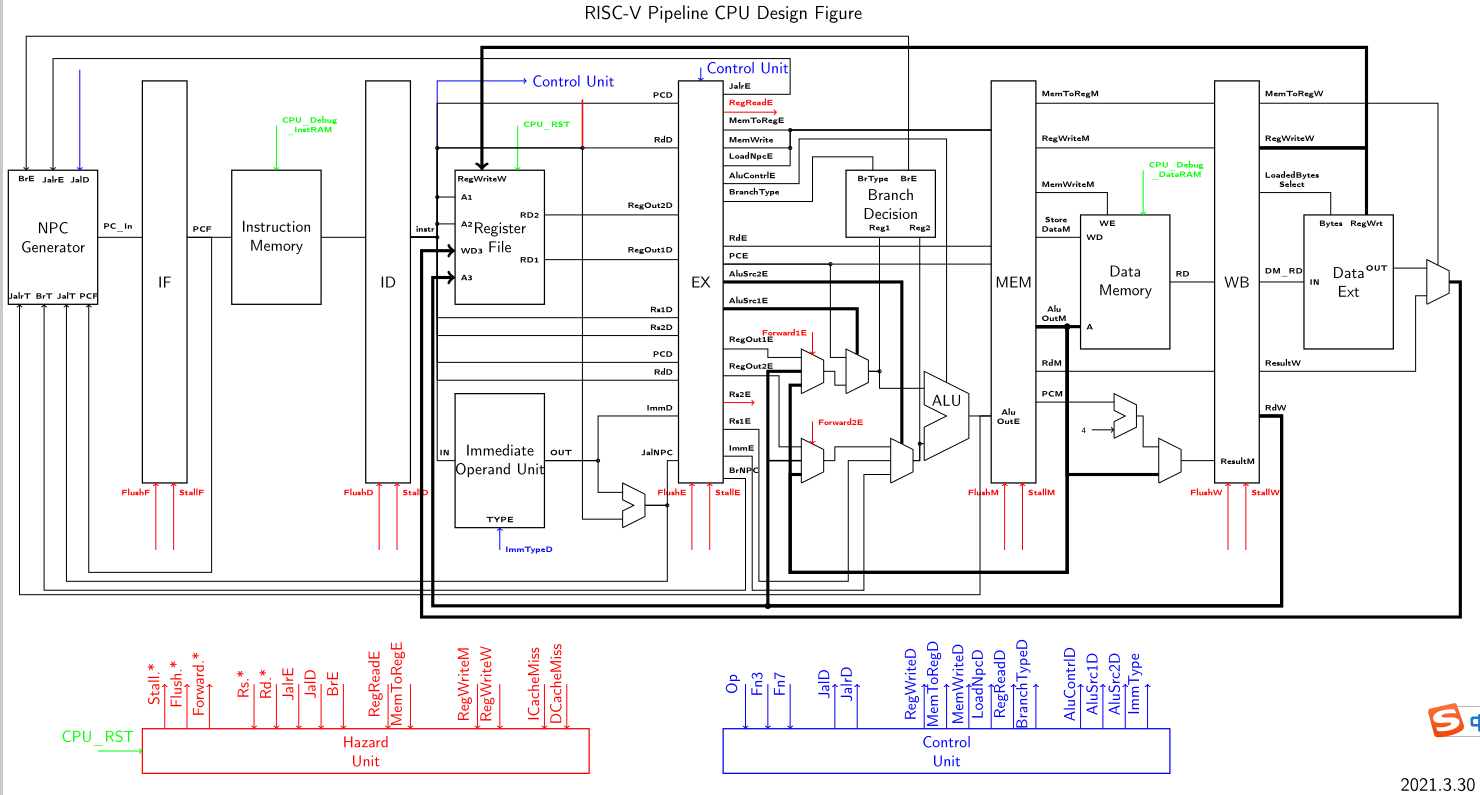 RISC-V Pipeline CPU Design Figure
BrE JalrE JalD
NPC
Generator
JalrT BrT JalT PCF
PC_In
IF
FlushF
StallF
PCF
CPU_Debug
_InstRAM
Instruction
Memory
ID
FlushD
StallD
instr
Control Unit
CPU_RST
RegWriteW
A1
A2
WD3
A3
RD2
RD1
Register
File
PCD
RdD
RegOut2D
RegOut1D
Rs1D
Rs2D
PCD
RdD
ImmD
JalNPC
IN
Immediate
Operand Unit
OUT
TYPE
ImmTypeD
Control Unit
EX
FlushE
StallE
JalrE
RegReadE
MemToRegE
MemWrite
LoadNpcE
AluContrlE
BranchType
RdE
PCE
AluSrc2E
AluSrc1E
RegOut1E
RegOut2E
Rs2E
Rs1E
ImmE
BrNPC
Forward1E
Forward2E
BrType BrE
Branch
Decision
Reg1 Reg2
ALU
MEM
Alu
OutE
FlushM
StallM
MemToRegM
RegWriteM
MemWriteM
Store
DataM
Alu
OutM
RdM
PCM
4
CPU_Debug
_DataRAM
WE
WD
Data
Memory
A
RD
WB
ResultM
FlushW
StallW
MemToRegW
RegWriteW
LoadedBytes
Select
DM_RD
ResultW
RdW
Bytes RegWrt
IN
Data
Ext
OUT
CPU_RST
Stall.*
Flush.*
Forward.*
Rs.*
Rd.*
JalrE
JalD
BrE
RegReadE
MemToRegE
RegWriteM
RegWriteW
ICacheMiss
DCacheMiss
Hazard
Unit
Op
Fn3
Fn7
JalD
JalrD
RegWriteD
MemToRegD
MemWriteD
LoadNpcD
RegReadD
BranchTypeD
AluContrlD
AluSrc1D
AluSrc2D
ImmType
Control
Unit
S
2021.3.30